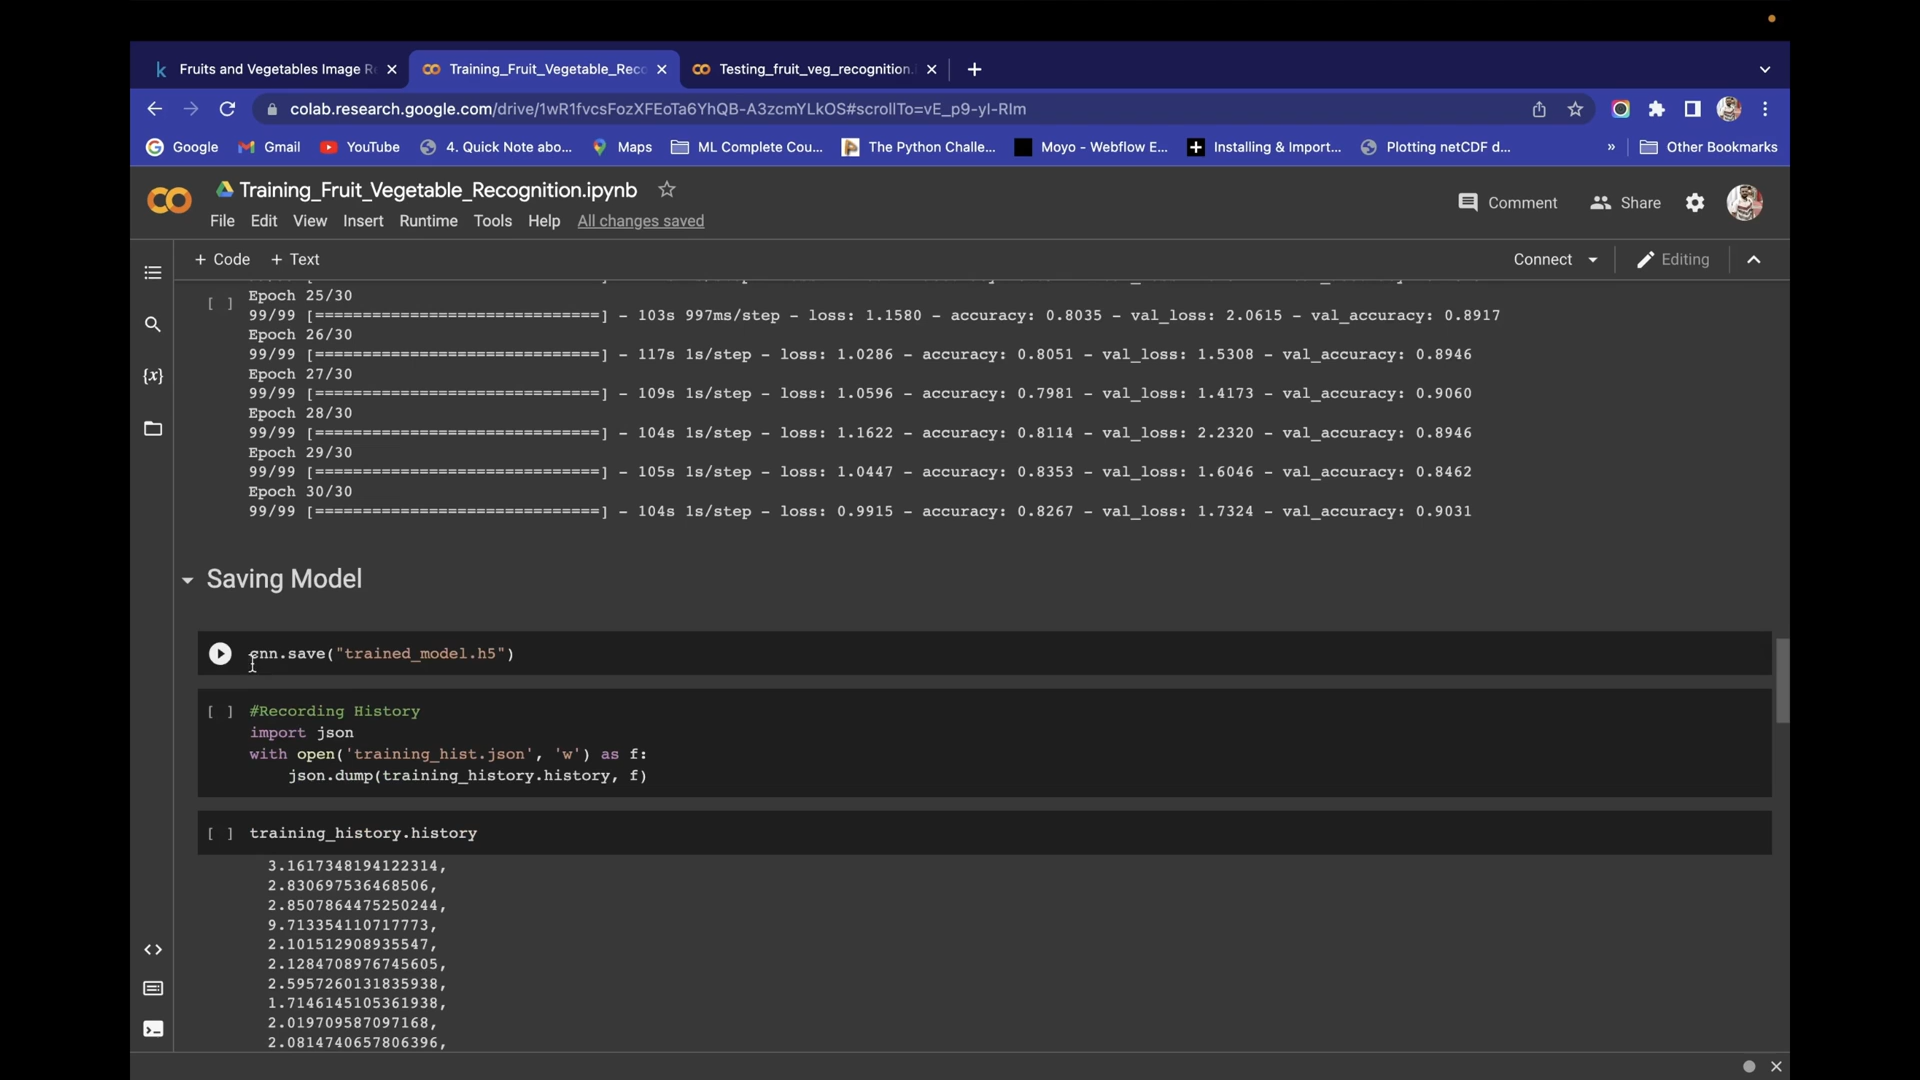 Fruits and Vegetables Image R
Training_Fruit_Vegetable_Reco
Testing_fruit_veg_recognition.
colab.research.google.com/drive/1wR1fvcsFozXFEoTa6YhQB-A3zcmYLkOS#scrollTo=vE_p9-yl-RIm
Google
Gmail
YouTube
4. Quick Note abo...
Maps
ML Complete Cou...
The Python Challe...
Moyo - Webflow E...
Installing & Import...
Plotting netCDF d...
»
Other Bookmarks
Training_Fruit_Vegetable_Recognition.ipynb
Comment
Share
File Edit View Insert Runtime Tools Help All changes saved
+ Code + Text
Connect
Editing
Epoch 25/30
99/99 [==============================] - 103s 997ms/step - loss: 1.1580 - accuracy: 0.8035 - val_loss: 2.0615 - val_accuracy: 0.8917
Epoch 26/30
99/99 [==============================] - 117s 1s/step - loss: 1.0286 - accuracy: 0.8051 - val_loss: 1.5308 - val_accuracy: 0.8946
Epoch 27/30
99/99 [==============================] - 109s 1s/step - loss: 1.0596 - accuracy: 0.7981 - val_loss: 1.4173 - val_accuracy: 0.9060
Epoch 28/30
99/99 [==============================] - 104s 1s/step - loss: 1.1622 - accuracy: 0.8114 - val_loss: 2.2320 - val_accuracy: 0.8946
Epoch 29/30
99/99 [==============================] - 105s 1s/step - loss: 1.0447 - accuracy: 0.8353 - val_loss: 1.6046 - val_accuracy: 0.8462
Epoch 30/30
99/99 [==============================] - 104s 1s/step - loss: 0.9915 - accuracy: 0.8267 - val_loss: 1.7324 - val_accuracy: 0.9031
Saving Model
cnn.save("trained_model.h5")
[ ] #Recording History
import json
with open('training_hist.json', 'w') as f:
json.dump(training_history.history, f)
[ ] training_history.history
3.1617348194122314,
2.830697536468506,
2.8507864475250244,
9.713354110717773,
2.101512908935547,
2.1284708976745605,
2.5957260131835938,
1.7146145105361938,
2.019709587097168,
2.0814740657806396,